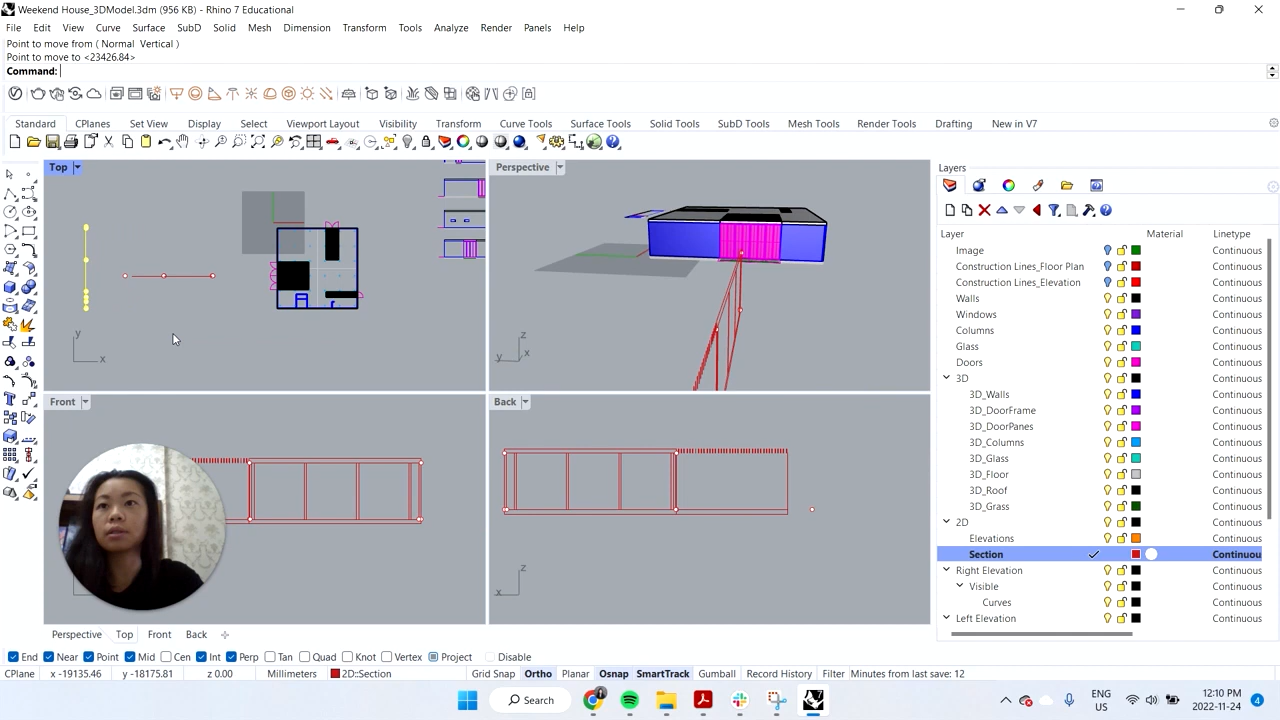 Weekend House_3DModel.3dm (956 KB) - Rhino 7 Educational
File Edit View Curve Surface SubD Solid Mesh Dimension Transform Tools Analyze Render Panels Help
Point to move from ( Normal Vertical )
Point to move to <23426.84>
Command:
Standard CPlanes Set View Display Select Viewport Layout Visibility Transform Curve Tools Surface Tools Solid Tools SubD Tools Mesh Tools Render Tools Drafting New in V7
Top
y
x
Perspective
z
y x
Front
Back
z
x
Layers
Layer Material Linetype
Image Continuous
Construction Lines_Floor Plan Continuous
Construction Lines_Elevation Continuous
Walls Continuous
Windows Continuous
Columns Continuous
Glass Continuous
Doors Continuous
3D Continuous
3D_Walls Continuous
3D_DoorFrame Continuous
3D_DoorPanes Continuous
3D_Columns Continuous
3D_Glass Continuous
3D_Floor Continuous
3D_Roof Continuous
3D_Grass Continuous
2D Continuous
Elevations Continuous
Section Continuou
Right Elevation Continuous
Visible Continuous
Curves Continuous
Left Elevation Continuous
Perspective Top Front Back
End Near Point Mid Cen Int Perp Tan Quad Knot Vertex Project Disable
CPlane x -19135.46 y -18175.81 z 0.00 Millimeters 2D::Section Grid Snap Ortho Planar Osnap SmartTrack Gumball Record History Filter Minutes from last save: 12
Search
ENG
US
12:10 PM
2022-11-24
4